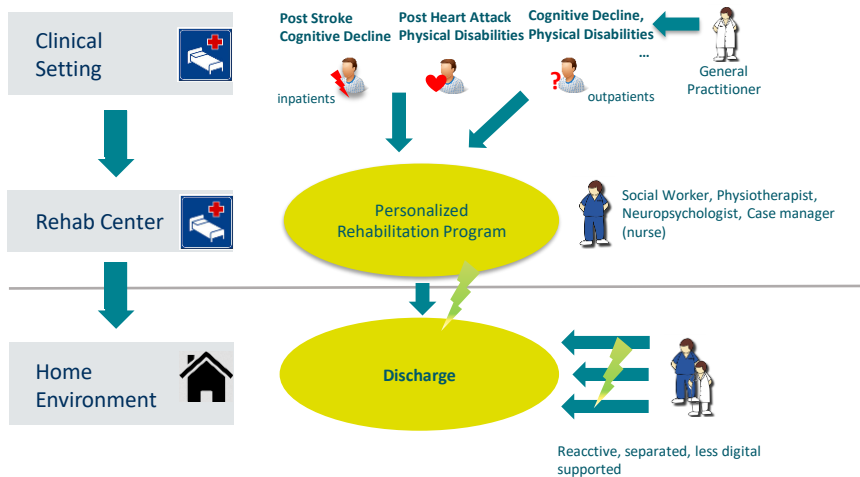 Clinical
Setting
Post Stroke
Cognitive Decline
Post Heart Attack
Physical Disabilities
Cognitive Decline,
Physical Disabilities
...
General
Practitioner
inpatients
?
outpatients
Rehab Center
Personalized
Rehabilitation Program
Social Worker, Physiotherapist,
Neuropsychologist, Case manager
(nurse)
Home
Environment
Discharge
Reacctive, separated, less digital
supported